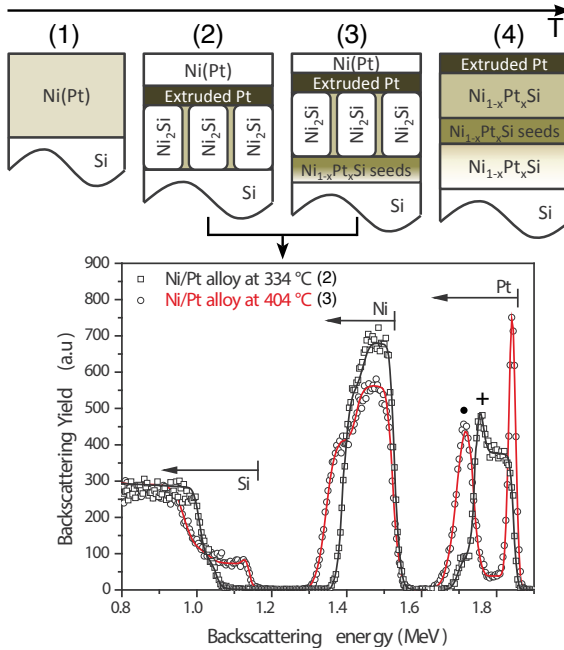 T
(1) (2) (3) (4)
Ni(Pt)
Si
Ni(Pt)
Extruded Pt
Ni₂Si Ni₂Si Ni₂Si
Si
Ni(Pt)
Extruded Pt
Ni₂Si Ni₂Si Ni₂Si
Ni₁₋ₓPtₓSi seeds
Si
Extruded Pt
Ni₁₋ₓPtₓSi
Ni₁₋ₓPtₓSi seeds
Ni₁₋ₓPtₓSi
Si
Ni/Pt alloy at 334 °C (2)
Ni/Pt alloy at 404 °C (3)
Pt
Ni
Si
+
900
800
700
600
500
400
300
200
100
0
0.8 1.0 1.2 1.4 1.6 1.8
Backscattering Yield (a.u)
Backscattering energy (MeV)